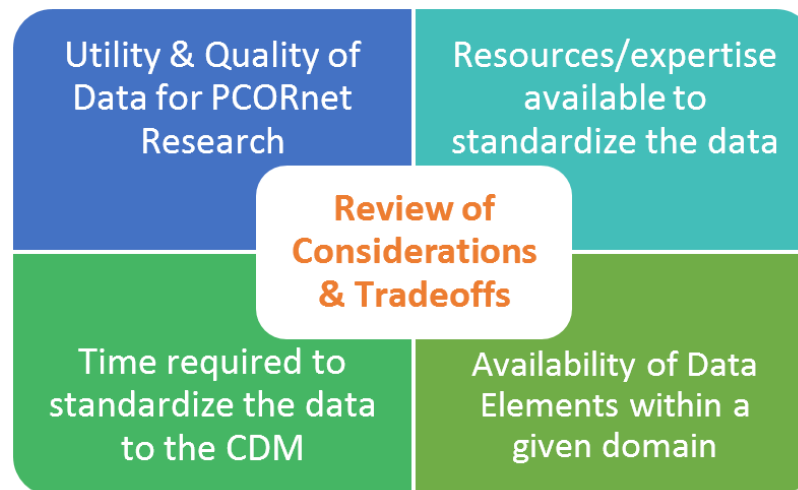 Utility & Quality of
Data for PCORnet
Research
Resources/expertise
available to
standardize the data
Review of
Considerations
& Tradeoffs
Time required to
standardize the data
to the CDM
Availability of Data
Elements within a
given domain